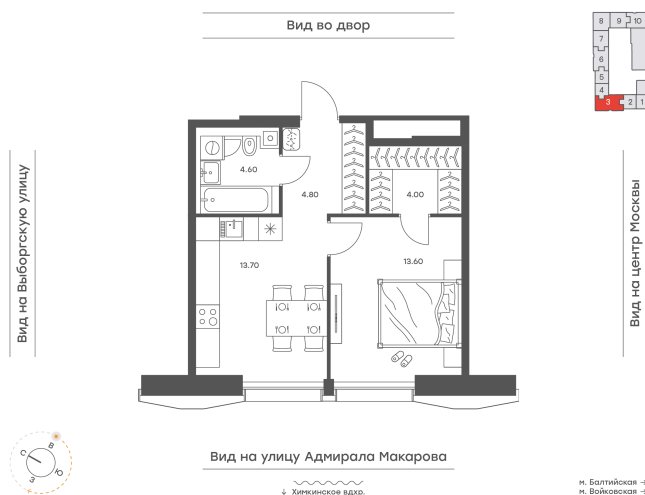 Вид во двор
8 9 10
7
6
5
4
3 2 1
Вид на Выборгскую улицу
4.60
4.80
4.00
13.70
13.60
Вид на центр Москвы
Вид на улицу Адмирала Макарова
↓ Химкинское вдхр.
С В Ю З
м. Балтийская →
м. Войковская →